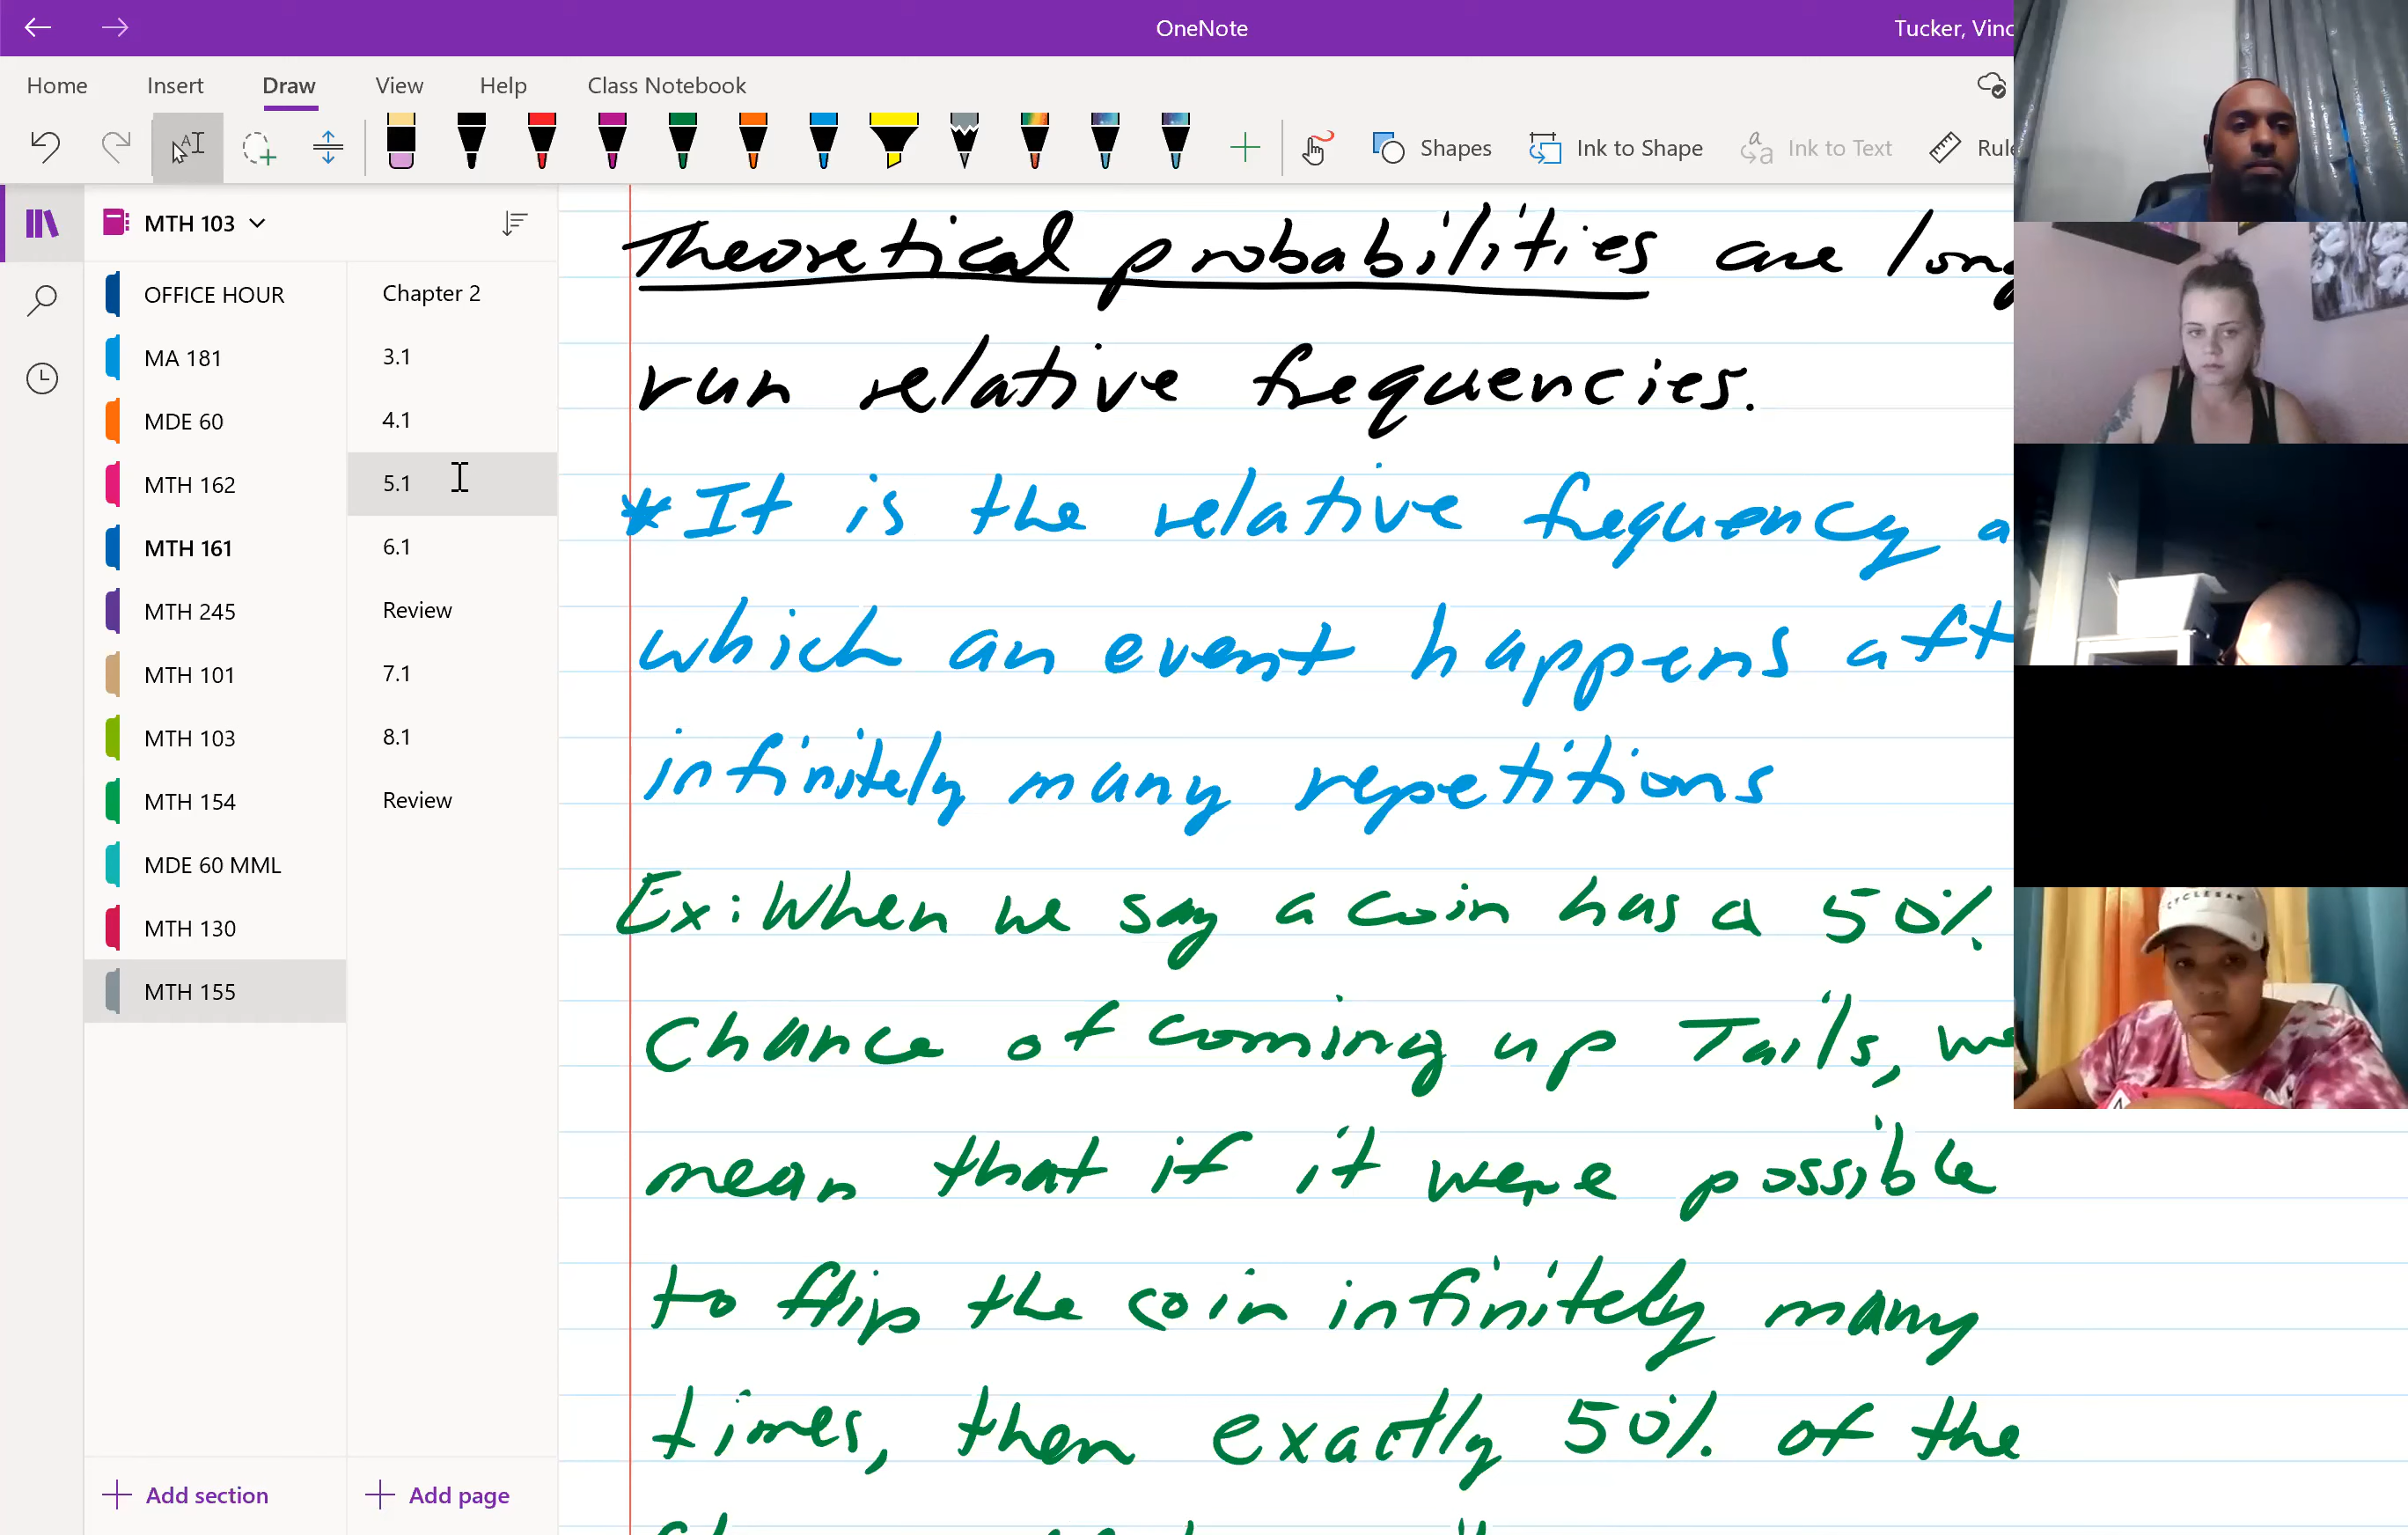 OneNote
Tucker, Vinc
Home Insert Draw View Help Class Notebook
Shapes Ink to Shape Ink to Text Rule
MTH 103
OFFICE HOUR
MA 181
MDE 60
MTH 162
MTH 161
MTH 245
MTH 101
MTH 103
MTH 154
MDE 60 MML
MTH 130
MTH 155
Add section
Chapter 2
3.1
4.1
5.1
6.1
Review
7.1
8.1
Review
Add page
Theoretical probabilities are long
run relative frequencies.
* It is the relative frequency a
which an event happens aft
infinitely many repetitions
Ex: When we say a coin has a 50%
Chance of coming up Tails, we
mean that if it were possible
to flip the coin infinitely many
times, then exactly 50% of the